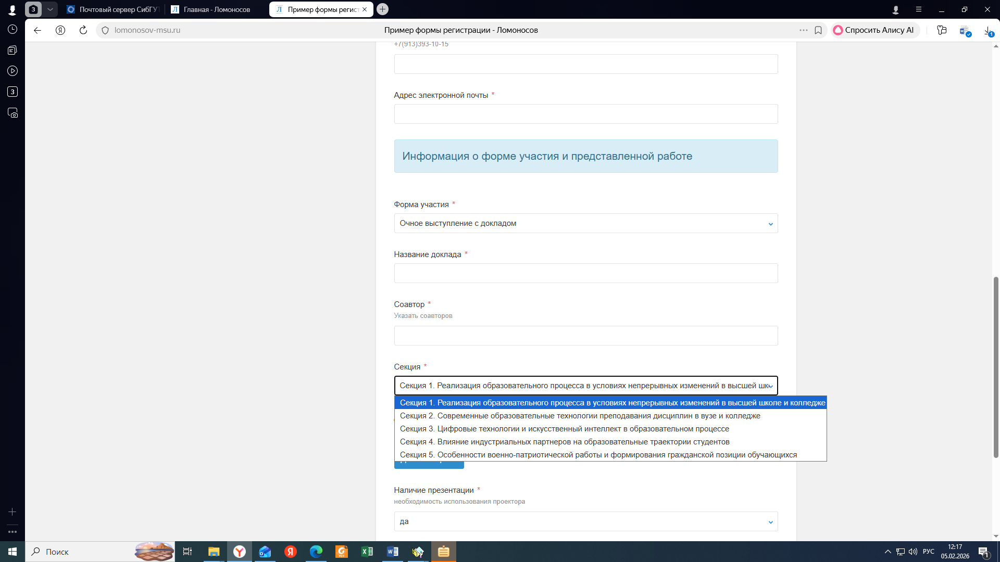 3
Почтовый сервер СибГУ
Главная - Ломоносов
Пример формы регист
lomonosov-msu.ru
Пример формы регистрации - Ломоносов
Спросить Алису AI
1
3
+7(913)393-10-15
Адрес электронной почты *
Информация о форме участия и представленной работе
Форма участия *
Очное выступление с докладом
Название доклада *
Соавтор *
Указать соавторов
Секция *
Секция 1. Реализация образовательного процесса в условиях непрерывных изменений в высшей шк
Секция 1. Реализация образовательного процесса в условиях непрерывных изменений в высшей школе и колледже
Секция 2. Современные образовательные технологии преподавания дисциплин в вузе и колледже
Секция 3. Цифровые технологии и искусственный интеллект в образовательном процессе
Секция 4. Влияние индустриальных партнеров на образовательные траектории студентов
Секция 5. Особенности военно-патриотической работы и формирования гражданской позиции обучающихся
Наличие презентации *
необходимость использования проектора
да
Поиск
РУС
12:17
05.02.2026
1